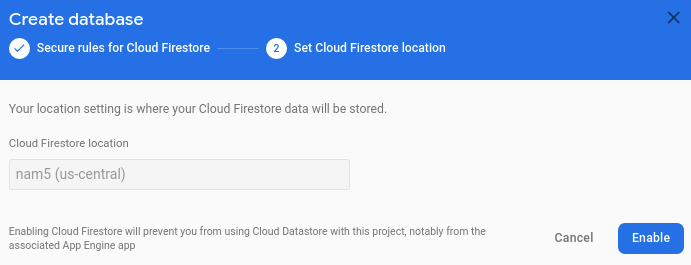 Create database
Secure rules for Cloud Firestore
2 Set Cloud Firestore location
Your location setting is where your Cloud Firestore data will be stored.
Cloud Firestore location
nam5 (us-central)
Enabling Cloud Firestore will prevent you from using Cloud Datastore with this project, notably from the
associated App Engine app
Cancel
Enable